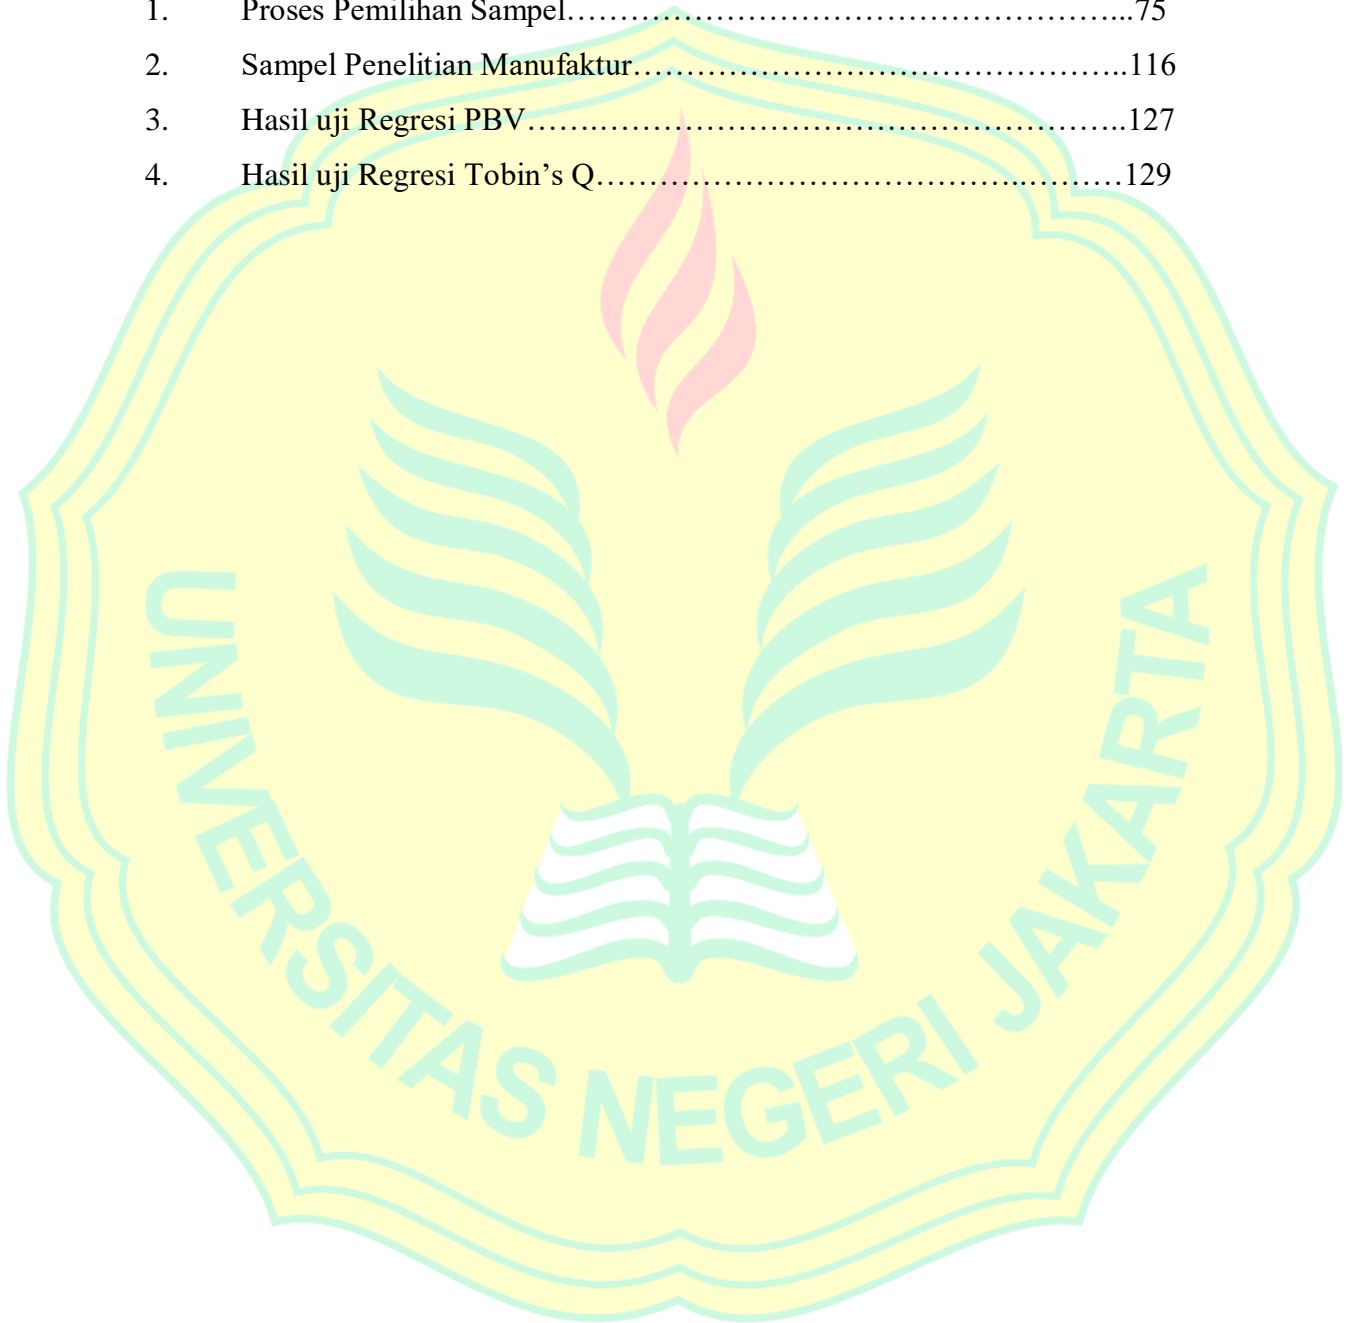 1. Proses Pemilihan Sampel…………………………………………………...75
2. Sampel Penelitian Manufaktur……………………………………………..116
3. Hasil uji Regresi PBV…….………………………………………………..127
4. Hasil uji Regresi Tobin’s Q…………………………………….………129
UNIVERSITAS NEGERI JAKARTA